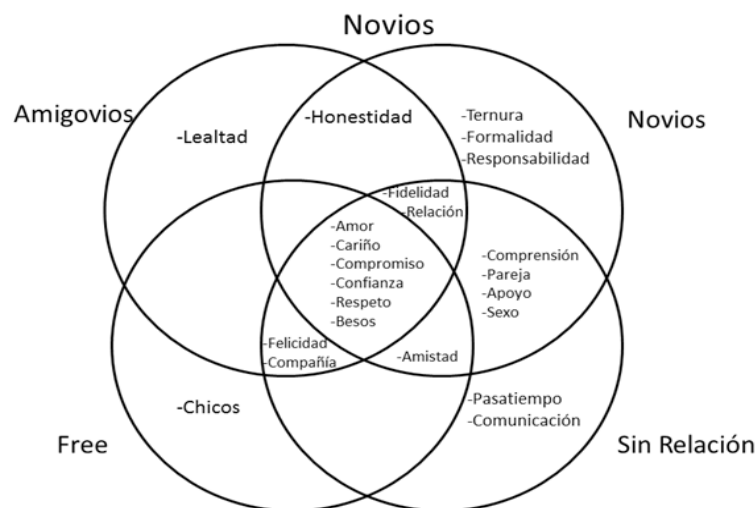 Novios
Amigovios
-Lealtad
-Honestidad
-Ternura
-Formalidad
-Responsabilidad
Novios
-Fidelidad
-Relación
-Amor
-Cariño
-Compromiso
-Confianza
-Respeto
-Besos
-Comprensión
-Pareja
-Apoyo
-Sexo
-Felicidad
-Compañía
-Amistad
-Chicos
-Pasatiempo
-Comunicación
Free
Sin Relación